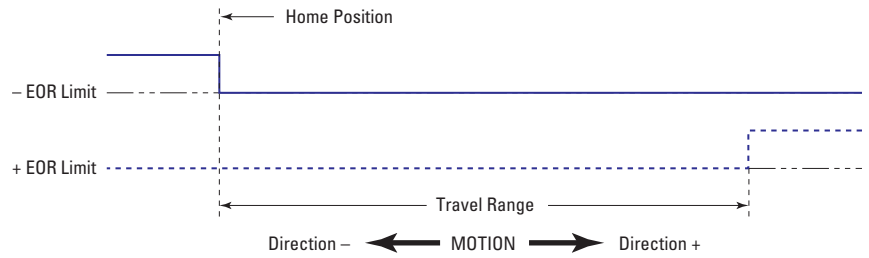 Home Position
– EOR Limit
+ EOR Limit
Travel Range
Direction – MOTION Direction +